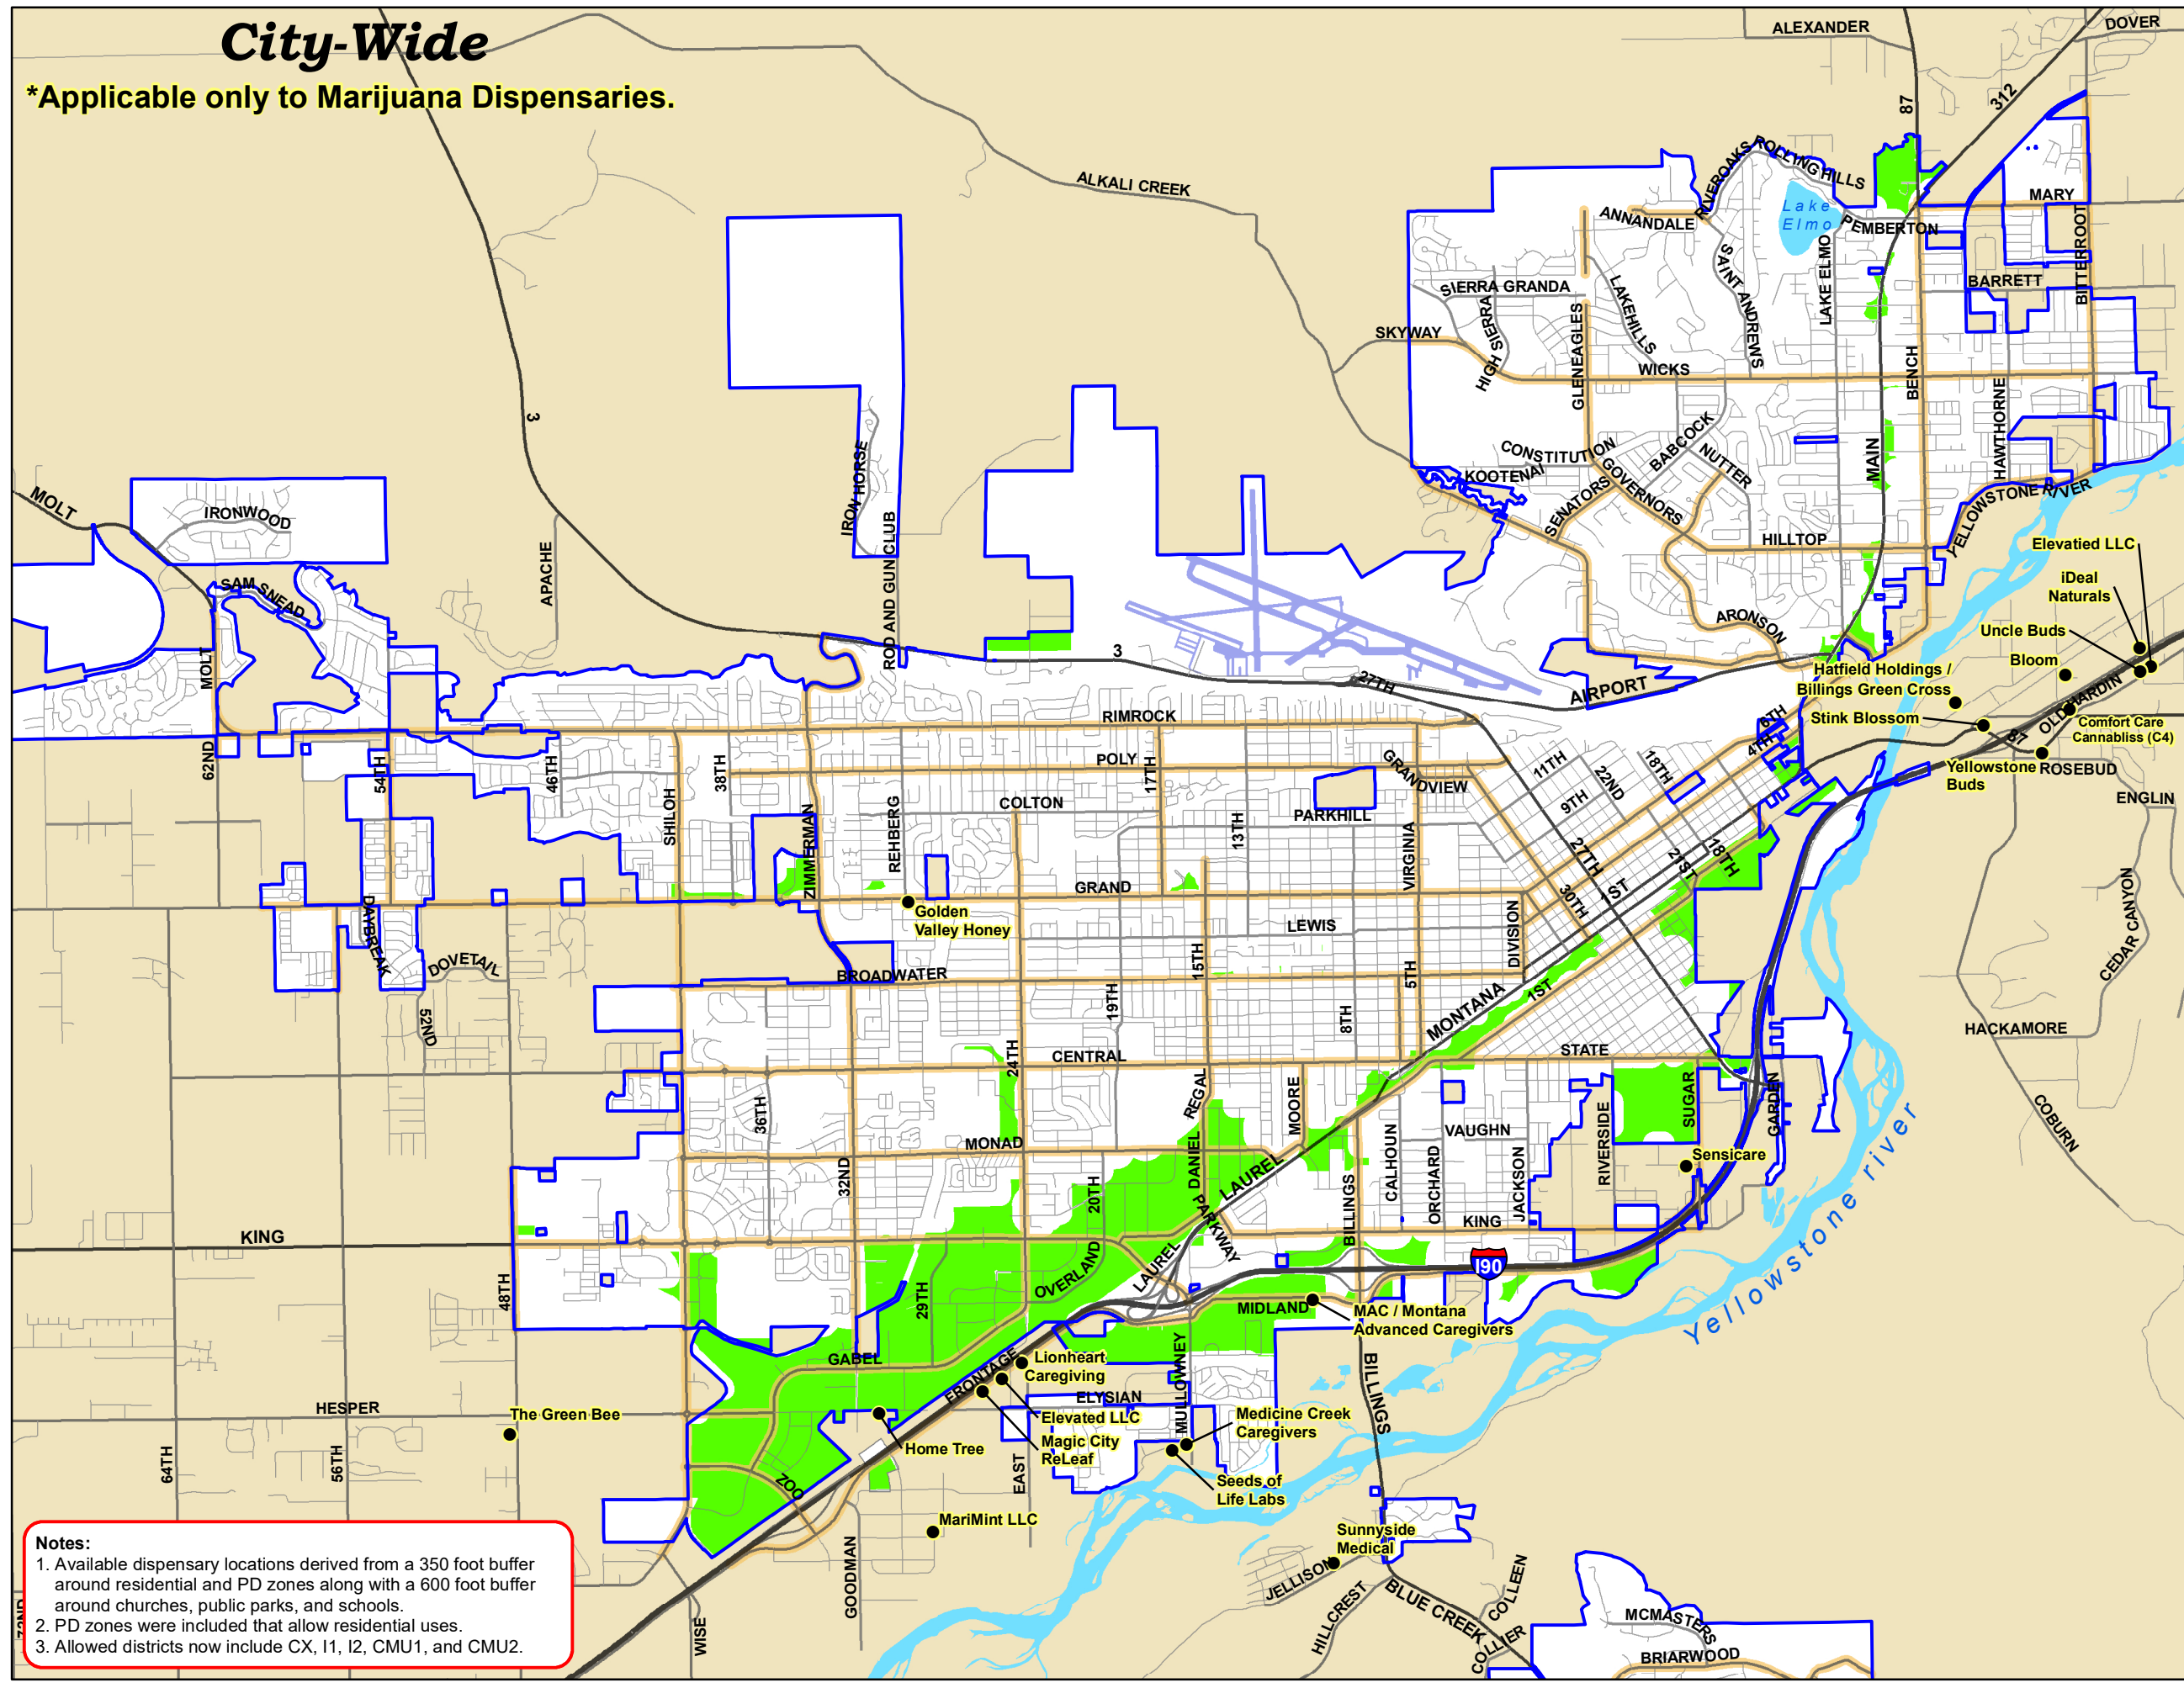 City-Wide
*Applicable only to Marijuana Dispensaries.
ALEXANDER
DOVER
87
312
ALKALI CREEK
RIVEROAKS
ROLLING HILLS
ANNANDALE
Lake
Elmo
PEMBERTON
MARY
BITTERROOT
SAINT ANDREWS
LAKE ELMO
BARRETT
SIERRA GRANDA
HIGH SIERRA
LAKEHILLS
GLENEAGLES
SKYWAY
WICKS
BENCH
HAWTHORNE
3
IRON HORSE
ROD AND GUN CLUB
CONSTITUTION
BABCOCK
KOOTENAI
GOVERNORS
NUTTER
MAIN
SENATORS
YELLOWSTONE RIVER
HILLTOP
MOLT
IRONWOOD
SAM SNEAD
APACHE
ARONSON
MOLT
3
27TH
AIRPORT
Elevatied LLC
iDeal
Naturals
Uncle Buds
Bloom
Hatfield Holdings /
Billings Green Cross
Stink Blossom
OLD HARDIN
Comfort Care
Cannabliss (C4)
87
Yellowstone
Buds
ROSEBUD
ENGLIN
RIMROCK
6TH
4TH
62ND
54TH
46TH
38TH
POLY
17TH
GRANDVIEW
11TH
22ND
18TH
9TH
COLTON
SHILOH
ZIMMERMAN
REHBERG
13TH
PARKHILL
VIRGINIA
27TH
21ST
18TH
GRAND
30TH
1ST
Golden
Valley Honey
LEWIS
DIVISION
DAYBREAK
DOVETAIL
CEDAR CANYON
BROADWATER
15TH
5TH
52ND
19TH
8TH
MONTANA
1ST
HACKAMORE
24TH
CENTRAL
STATE
36TH
REGAL
MOORE
SUGAR
GARDEN
COBURN
MONAD
VAUGHN
RIVERSIDE
CALHOUN
ORCHARD
JACKSON
Sensicare
32ND
20TH
DANIEL
LAUREL
PARKWAY
BILLINGS
KING
KING
48TH
29TH
OVERLAND
LAUREL
I90
Yellowstone river
MIDLAND
MAC / Montana
Advanced Caregivers
GABEL
FRONTAGE
Lionheart
Caregiving
MULLOWNEY
BILLINGS
ELYSIAN
HESPER
The Green Bee
Elevated LLC
Medicine Creek
Caregivers
Home Tree
Magic City
ReLeaf
64TH
56TH
ZOO
EAST
Seeds of
Life Labs
MariMint LLC
Sunnyside
Medical
GOODMAN
JELLISON
WISE
HILLCREST
BLUE CREEK
COLEEN
COLLIER
MCMASTERS
BRIARWOOD
Notes:
1. Available dispensary locations derived from a 350 foot buffer
around residential and PD zones along with a 600 foot buffer
around churches, public parks, and schools.
2. PD zones were included that allow residential uses.
3. Allowed districts now include CX, I1, I2, CMU1, and CMU2.